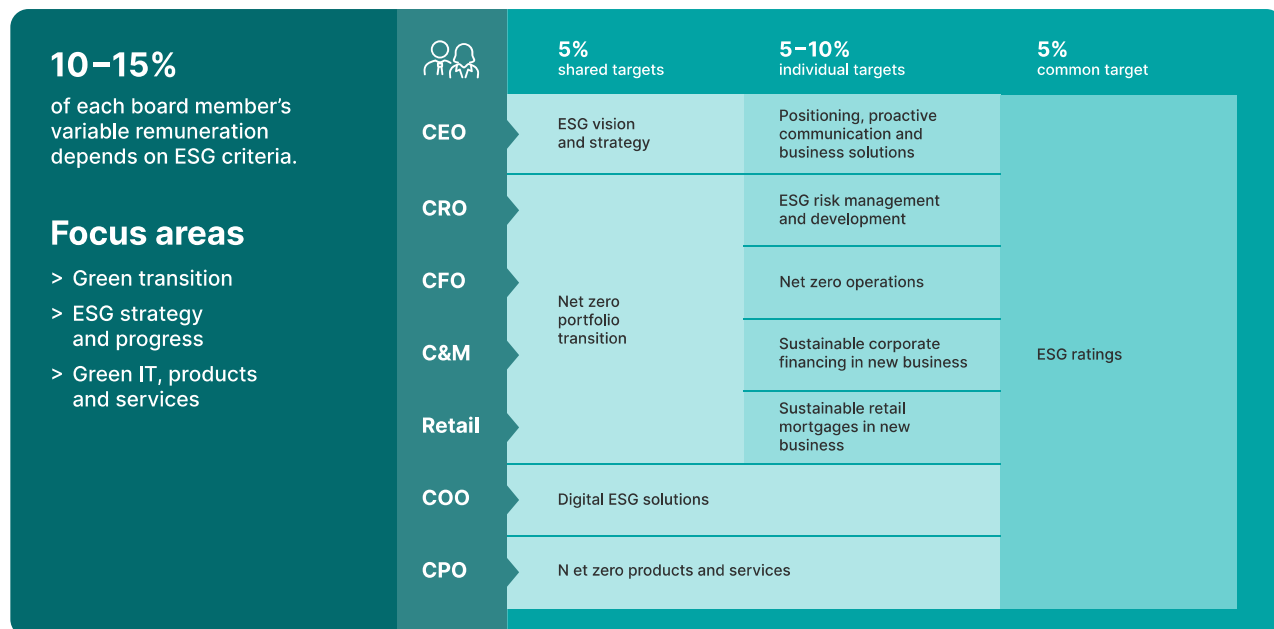 10–15%
of each board member's
variable remuneration
depends on ESG criteria.
Focus areas
> Green transition
> ESG strategy
and progress
> Green IT, products
and services
5%
shared targets
5–10%
individual targets
5%
common target
CEO
ESG vision
and strategy
Positioning, proactive
communication and
business solutions
CRO
ESG risk management
and development
CFO
Net zero operations
Net zero
portfolio
transition
C&M
Sustainable corporate
financing in new business
ESG ratings
Retail
Sustainable retail
mortgages in new
business
COO
Digital ESG solutions
CPO
N et zero products and services